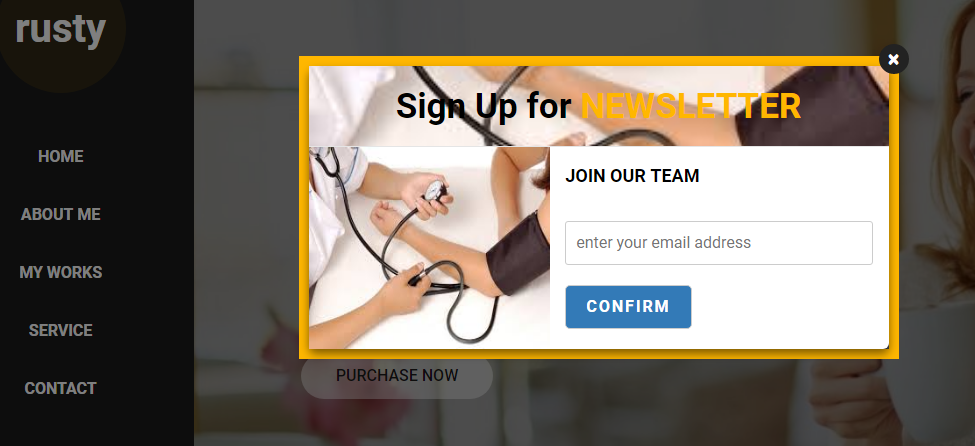 rusty
HOME
ABOUT ME
MY WORKS
SERVICE
CONTACT
Sign Up for NEWSLETTER
JOIN OUR TEAM
enter your email address
CONFIRM
PURCHASE NOW